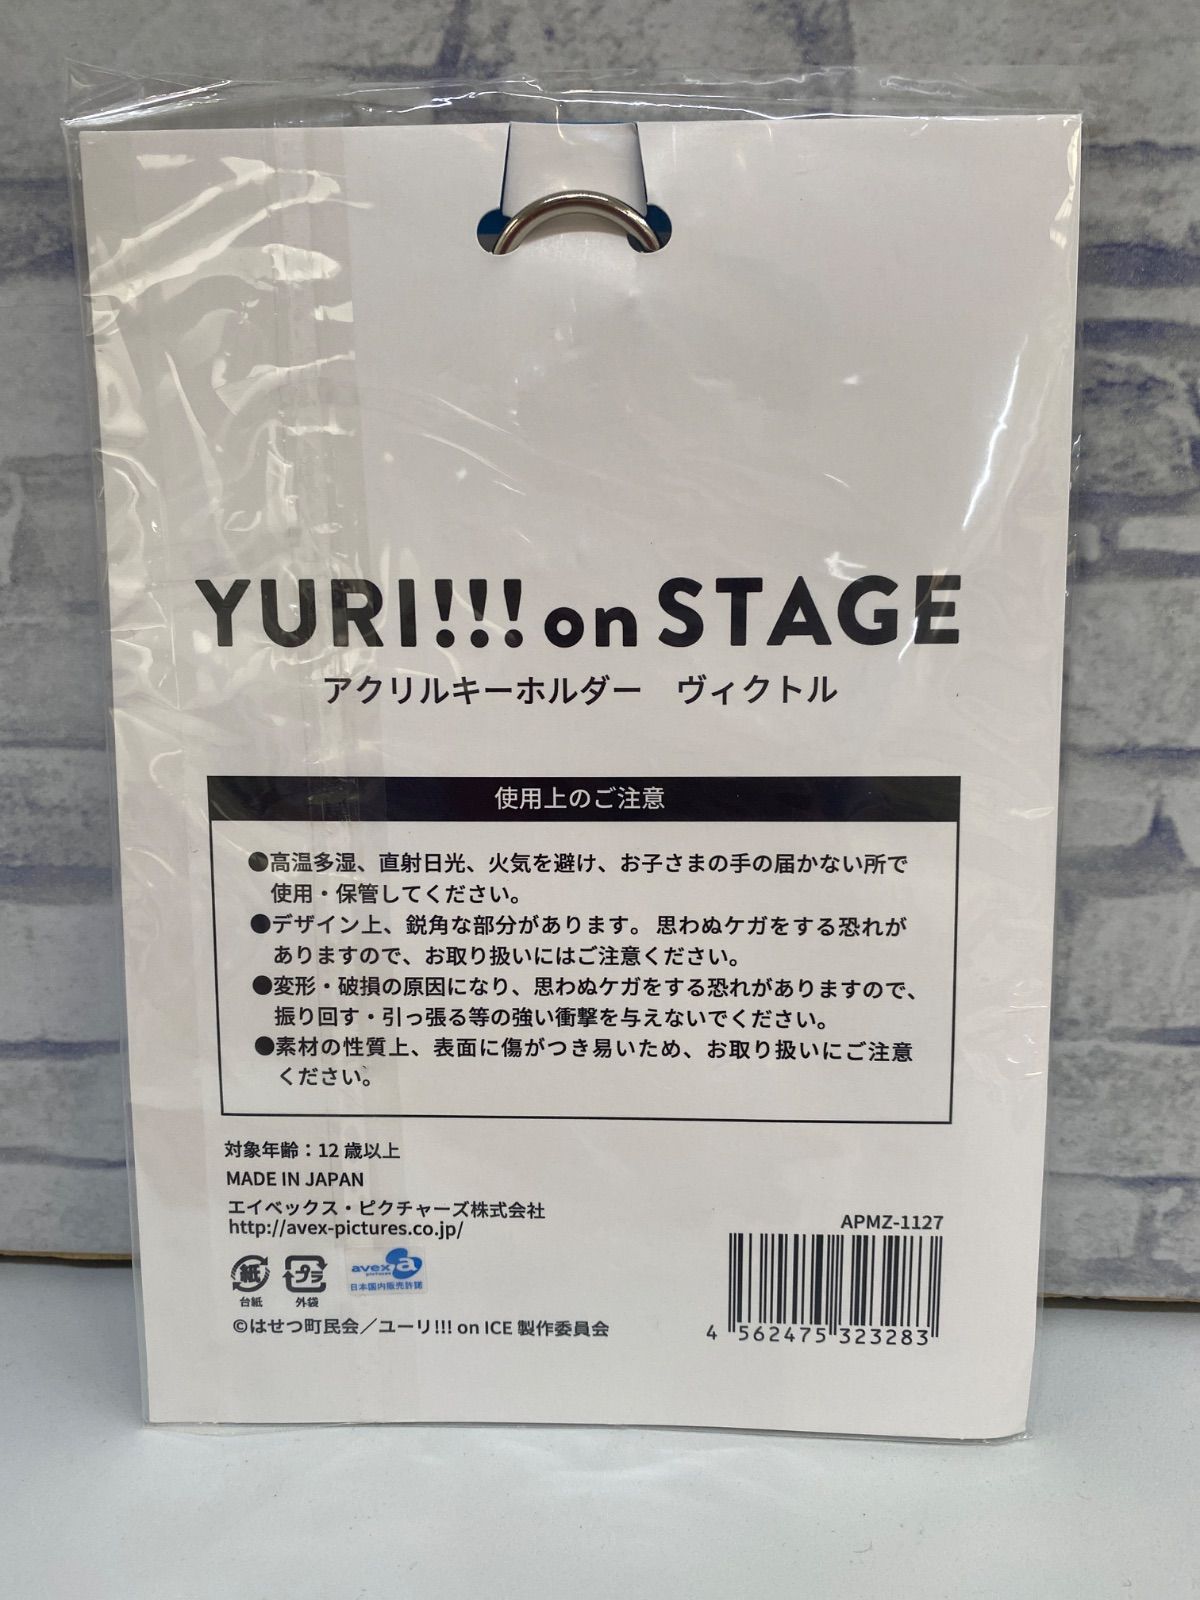 YURI!!! on STAGE
アクリルキーホルダー　ヴィクトル
使用上のご注意
●高温多湿、直射日光、火気を避け、お子さまの手の届かない所で
使用・保管してください。
●デザイン上、鋭角な部分があります。思わぬケガをする恐れが
ありますので、お取り扱いにはご注意ください。
●変形・破損の原因になり、思わぬケガをする恐れがありますので、
振り回す・引っ張る等の強い衝撃を与えないでください。
●素材の性質上、表面に傷がつき易いため、お取り扱いにご注意
ください。
対象年齢：12 歳以上
MADE IN JAPAN
エイベックス・ピクチャーズ株式会社
http://avex-pictures.co.jp/
APMZ-1127
紙 プラ avex a
pictures
日本国内販売許諾
台紙 外袋
©はせつ町民会／ユーリ!!! on ICE 製作委員会
4 562475 323283